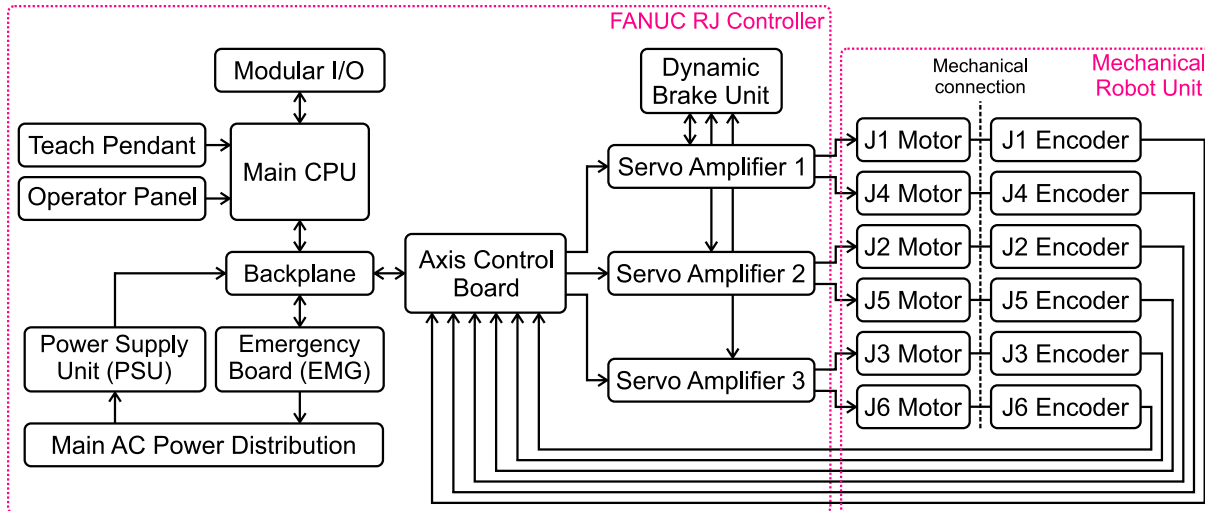 FANUC RJ Controller
Mechanical
Robot Unit
Modular I/O
Dynamic
Brake Unit
Mechanical
connection
Teach Pendant
Operator Panel
Main CPU
Servo Amplifier 1
J1 Motor
J1 Encoder
J4 Motor
J4 Encoder
Backplane
Axis Control
Board
Servo Amplifier 2
J2 Motor
J2 Encoder
J5 Motor
J5 Encoder
Power Supply
Unit (PSU)
Emergency
Board (EMG)
Servo Amplifier 3
J3 Motor
J3 Encoder
J6 Motor
J6 Encoder
Main AC Power Distribution